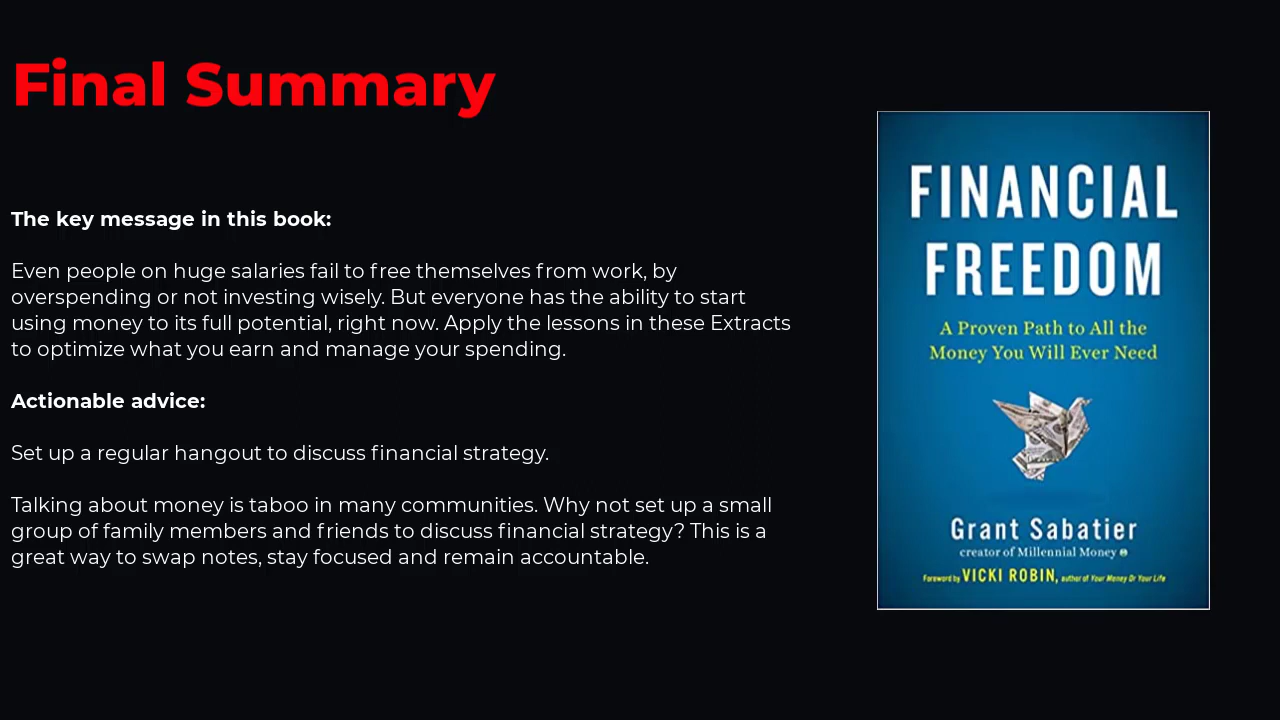 Final Summary
The key message in this book:
Even people on huge salaries fail to free themselves from work, by
overspending or not investing wisely. But everyone has the ability to start
using money to its full potential, right now. Apply the lessons in these Extracts
to optimize what you earn and manage your spending.
Actionable advice:
Set up a regular hangout to discuss financial strategy.
Talking about money is taboo in many communities. Why not set up a small
group of family members and friends to discuss financial strategy? This is a
great way to swap notes, stay focused and remain accountable.
FINANCIAL
FREEDOM
A Proven Path to All the
Money You Will Ever Need
Grant Sabatier
creator of Millennial Money
Foreword by VICKI ROBIN, author of Your Money Or Your Life